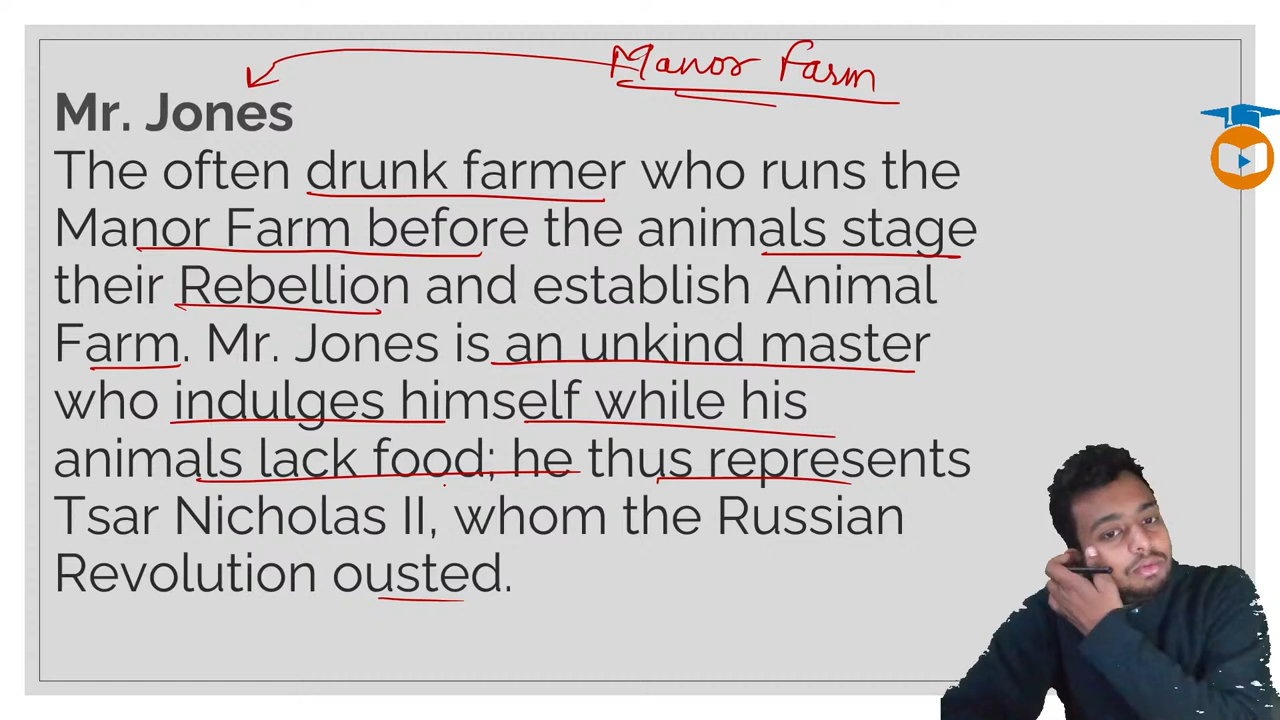 Manor Farm
Mr. Jones
The often drunk farmer who runs the
Manor Farm before the animals stage
their Rebellion and establish Animal
Farm. Mr. Jones is an unkind master
who indulges himself while his
animals lack food; he thus represents
Tsar Nicholas II, whom the Russian
Revolution ousted.